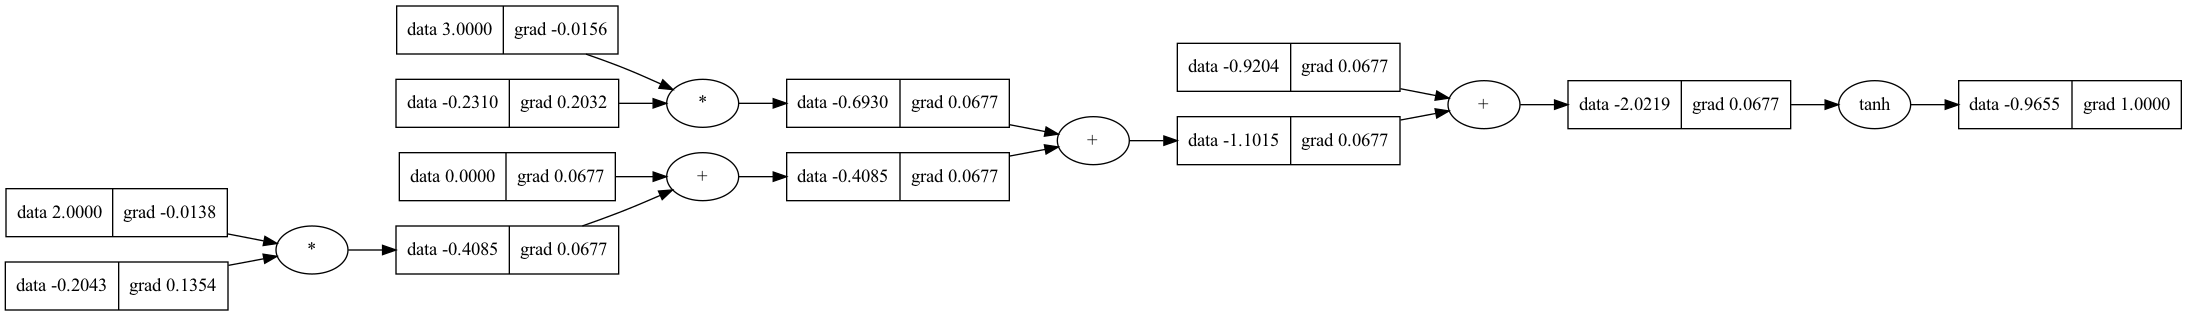 data 3.0000 grad -0.0156
data -0.2310 grad 0.2032
*
data -0.6930 grad 0.0677
data 0.0000 grad 0.0677
+
data -0.4085 grad 0.0677
data 2.0000 grad -0.0138
data -0.2043 grad 0.1354
*
data -0.4085 grad 0.0677
+
data -0.9204 grad 0.0677
data -1.1015 grad 0.0677
+
data -2.0219 grad 0.0677
tanh
data -0.9655 grad 1.0000